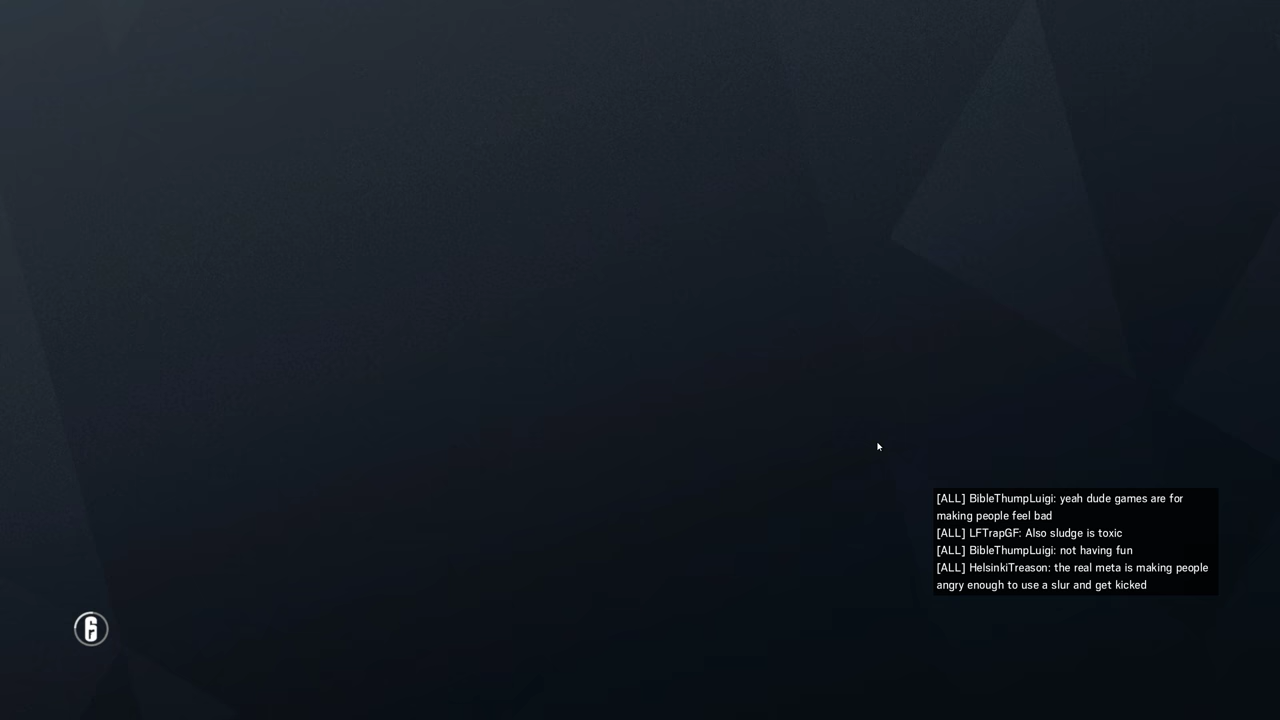 [ALL] BibleThumpLuigi: yeah dude games are for
making people feel bad
[ALL] LFTrapGF: Also sludge is toxic
[ALL] BibleThumpLuigi: not having fun
[ALL] HelsinkiTreason: the real meta is making people
angry enough to use a slur and get kicked
6